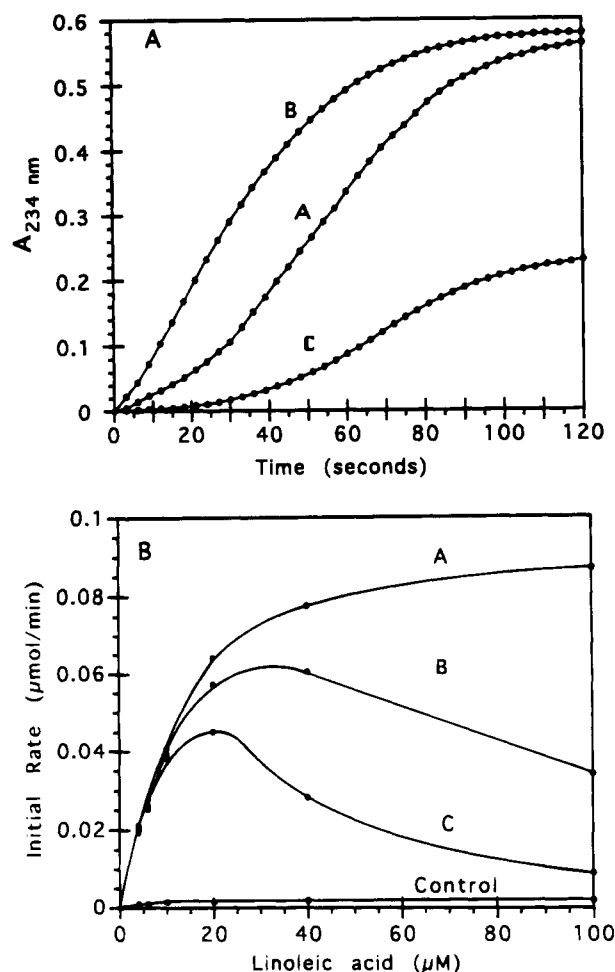 A
0.6
0.5
0.4
0.3
0.2
0.1
0
B
A
C
A234 nm
0 20 40 60 80 100 120
Time (seconds)
B
0.1
0.08
0.06
0.04
0.02
0
A
B
C
Control
Initial Rate (µmol/min)
0 20 40 60 80 100
Linoleic acid (µM)